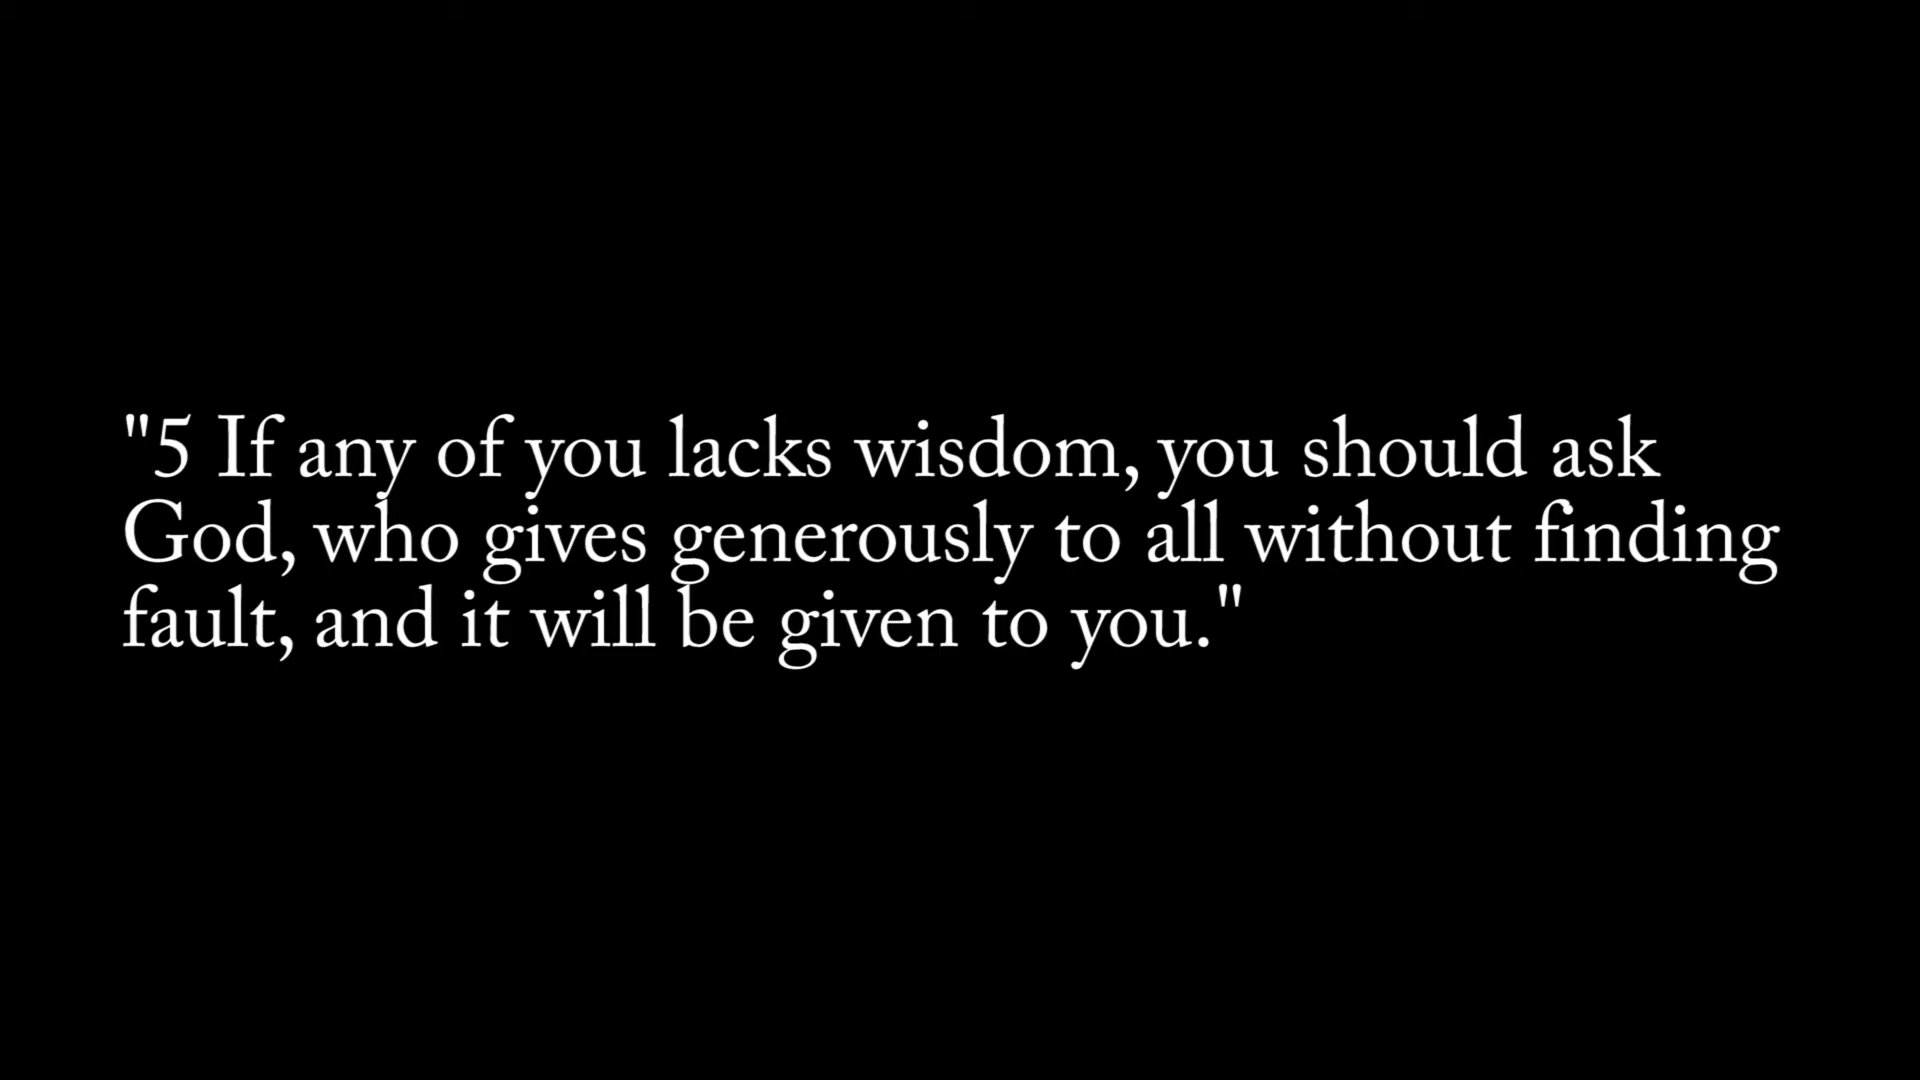 "5 If any of you lacks wisdom, you should ask
God, who gives generously to all without finding
fault, and it will be given to you."